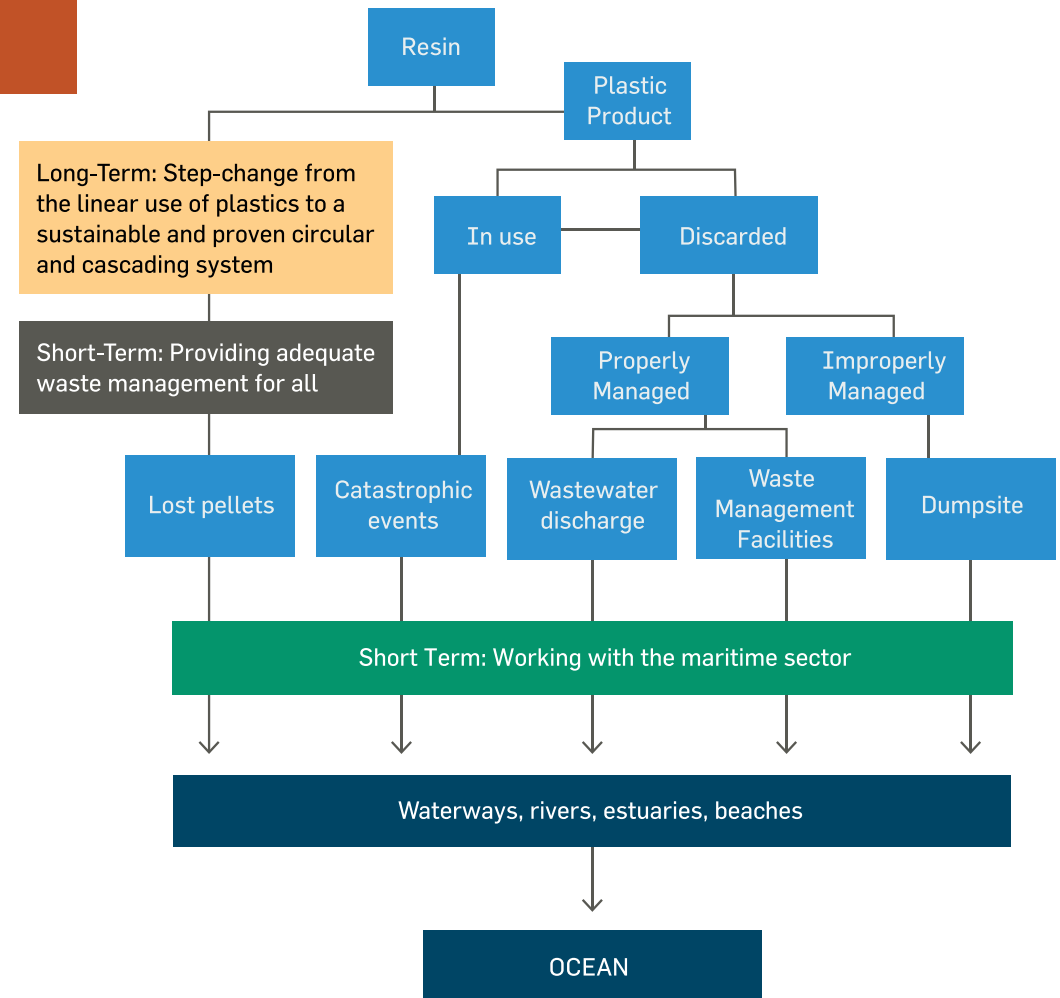 Resin
Plastic
Product
Long-Term: Step-change from
the linear use of plastics to a
sustainable and proven circular
and cascading system
In use
Discarded
Short-Term: Providing adequate
waste management for all
Properly
Managed
Improperly
Managed
Lost pellets
Catastrophic
events
Wastewater
discharge
Waste
Management
Facilities
Dumpsite
Short Term: Working with the maritime sector
Waterways, rivers, estuaries, beaches
OCEAN